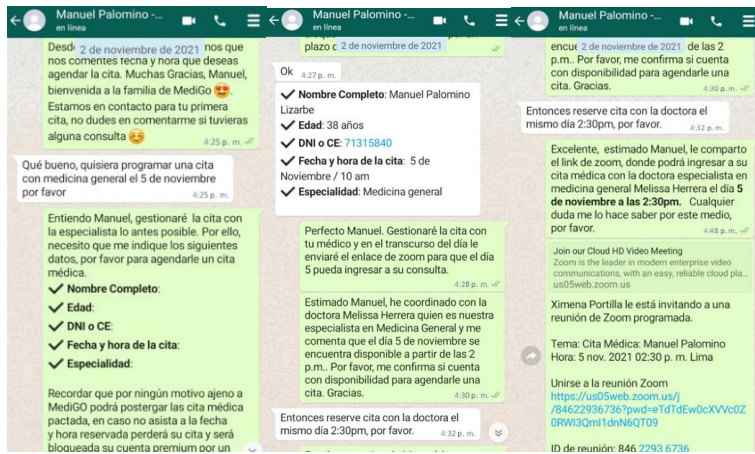 Manuel Palomino -...
en línea
2 de noviembre de 2021
Desd nos que
nos comentes fecha y hora que deseas
agendar la cita. Muchas Gracias, Manuel,
bienvenida a la familia de MediGo 😍.
Estamos en contacto para tu primera
cita, no dudes en comentarme si tuvieras
alguna consulta 😊
4:25 p. m.
Qué bueno, quisiera programar una cita
con medicina general el 5 de noviembre
por favor
4:25 p. m.
Entiendo Manuel, gestionaré la cita con
la especialista lo antes posible. Por ello,
necesito que me indique los siguientes
datos, por favor para agendarle un cita
médica.
✔ Nombre Completo:
✔ Edad:
✔ DNI o CE:
✔ Fecha y hora de la cita:
✔ Especialidad:
Recordar que por ningún motivo ajeno a
MediGO podrá postergar las cita médica
pactada, en caso no asista a la fecha
y hora reservada perderá su cita y será
bloqueada su cuenta premium por un
Manuel Palomino -...
en línea
2 de noviembre de 2021
plazo d
Ok
4:27 p. m.
✔ Nombre Completo: Manuel Palomino
Lizarbe
✔ Edad: 38 años
✔ DNI o CE: 71315840
✔ Fecha y hora de la cita: 5 de
Noviembre / 10 am
✔ Especialidad: Medicina general
Perfecto Manuel. Gestionaré la cita con
tu médico y en el transcurso del día le
enviaré el enlace de zoom para que el día
5 pueda ingresar a su consulta.
4:28 p. m.
Estimado Manuel, he coordinado con la
doctora Melissa Herrera quien es nuestra
especialista en Medicina General y me
comenta que el día 5 de noviembre se
encuentra disponible a partir de las 2
p.m.. Por favor, me confirma si cuenta
con disponibilidad para agendarle una
cita. Gracias.
4:30 p. m.
Entonces reserve cita con la doctora el
mismo día 2:30pm, por favor.
4:32 p. m.
Manuel Palomino -...
en línea
2 de noviembre de 2021
encue de las 2
p.m.. Por favor, me confirma si cuenta
con disponibilidad para agendarle una
cita. Gracias.
4:30 p. m.
Entonces reserve cita con la doctora el
mismo día 2:30pm, por favor.
4:32 p. m.
Excelente, estimado Manuel, le comparto
el link de zoom, donde podrá ingresar a su
cita médica con la doctora especialista en
medicina general Melissa Herrera el día 5
de noviembre a las 2:30pm. Cualquier
duda me lo hace saber por este medio,
por favor.
4:48 p. m.
Join our Cloud HD Video Meeting
Zoom is the leader in modern enterprise video
communications, with an easy, reliable cloud pla...
us05web.zoom.us
Ximena Portilla le está invitando a una
reunión de Zoom programada.
Tema: Cita Médica: Manuel Palomino
Hora: 5 nov. 2021 02:30 p. m. Lima
Unirse a la reunión Zoom
https://us05web.zoom.us/j
/84622936736?pwd=eTdTdEw0cXVVc0Z
0RWl3Qml1dnN6QT09
ID de reunión: 846 2293 6736